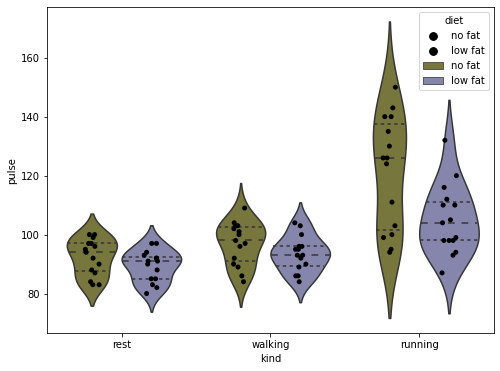 diet
no fat
low fat
no fat
low fat
160
140
120
100
80
pulse
rest walking running
kind